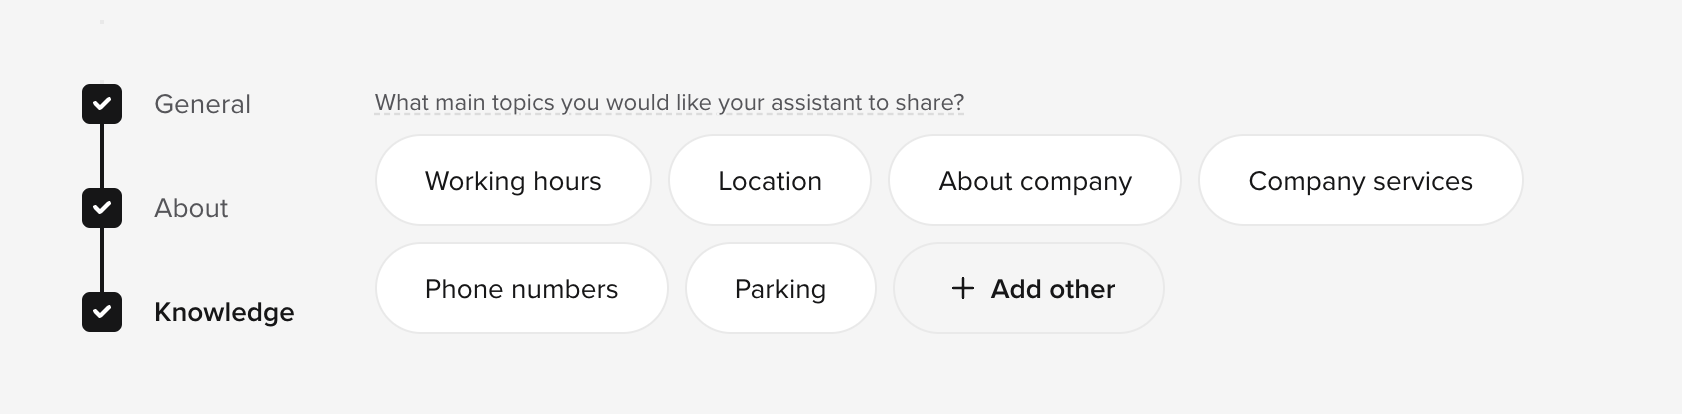 General
What main topics you would like your assistant to share?
Working hours
Location
About company
Company services
About
Phone numbers
Parking
+ Add other
Knowledge